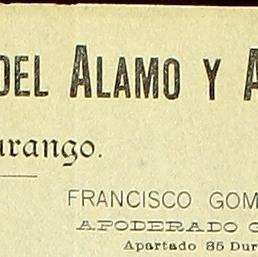 DEL ALAMO Y A
urango.
FRANCISCO GOM
APODERADO G
Apartado 85 Dur